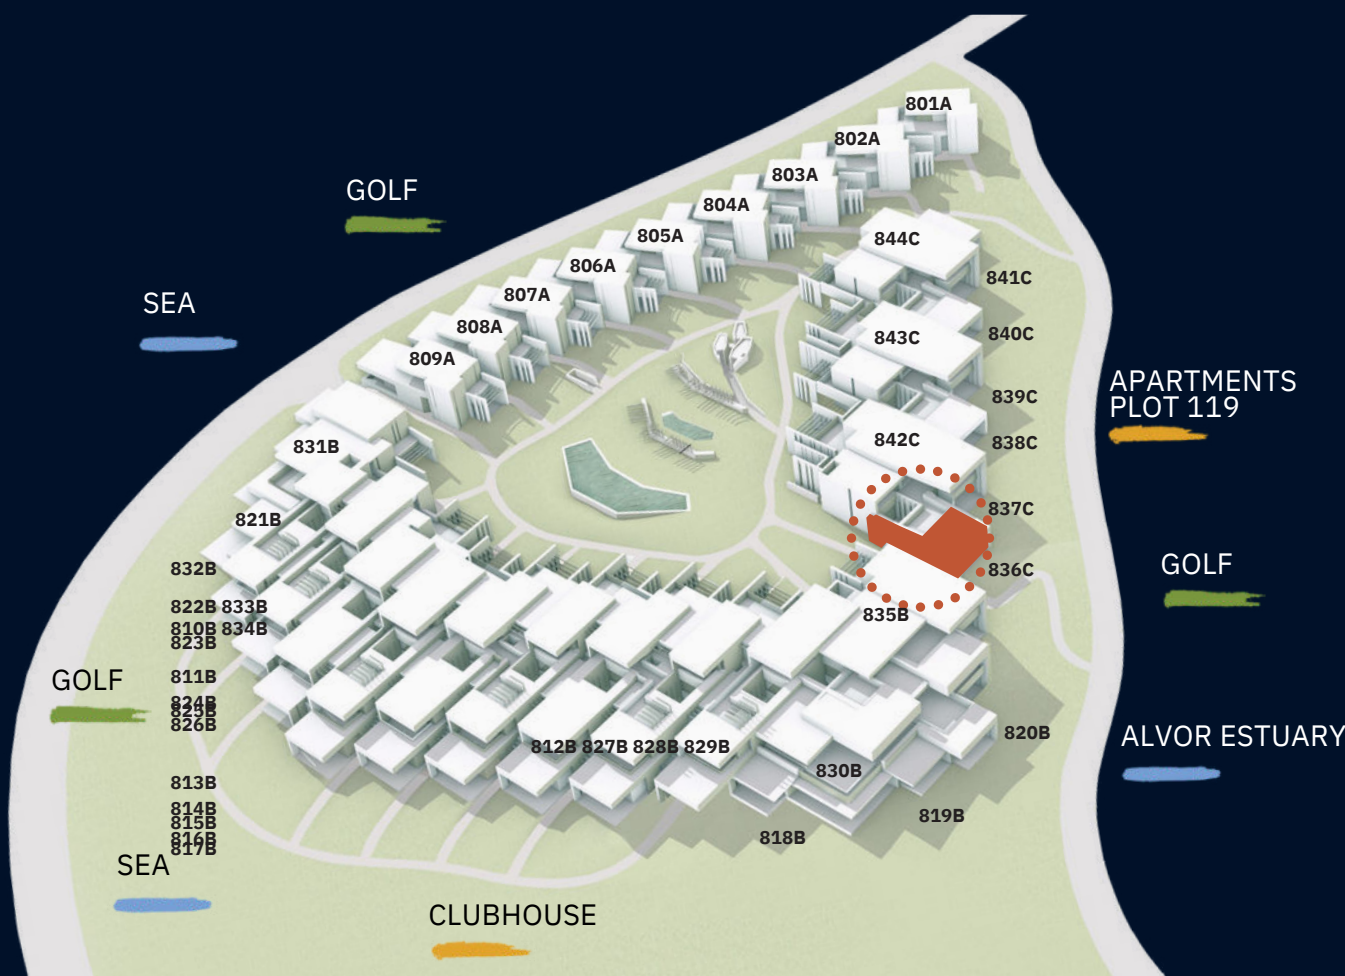 801A
802A
803A
GOLF
804A
805A
844C
806A
841C
807A
SEA
808A
843C
840C
809A
APARTMENTS
PLOT 119
839C
831B
842C
838C
821B
837C
832B
836C
GOLF
822B 833B
835B
810B 834B
823B
811B
GOLF
824B
825B
826B
820B
ALVOR ESTUARY
812B 827B 828B 829B
830B
813B
814B
819B
815B
818B
816B
817B
SEA
CLUBHOUSE